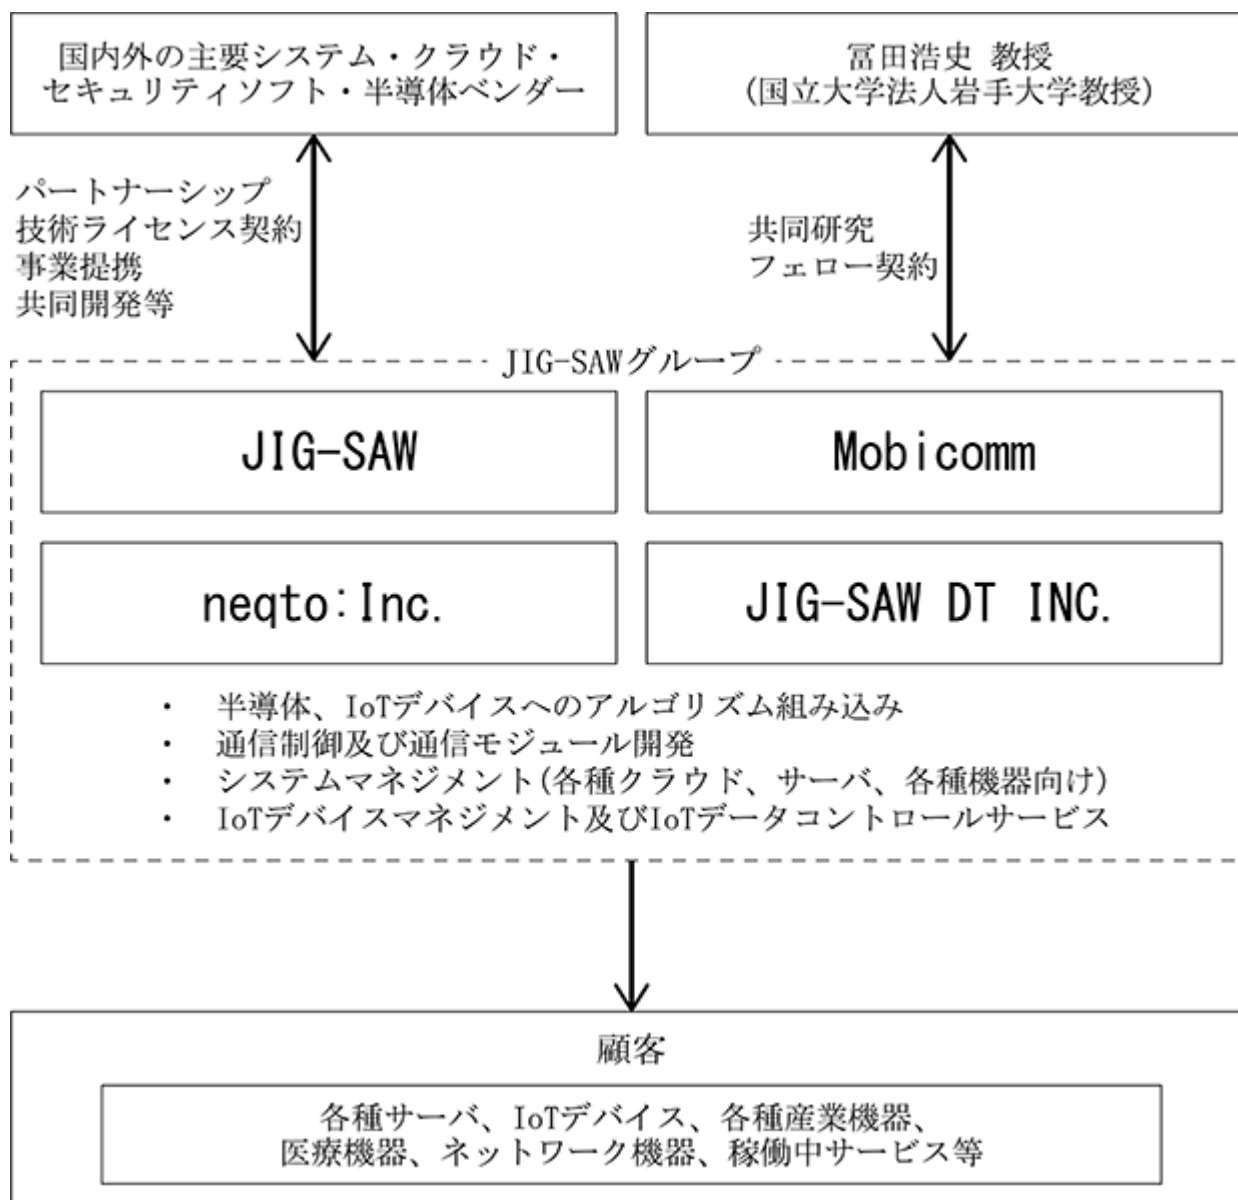 国内外の主要システム・クラウド・
セキュリティソフト・半導体ベンダー
冨田浩史 教授
(国立大学法人岩手大学教授)
パートナーシップ
技術ライセンス契約
事業提携
共同開発等
共同研究
フェロー契約
JIG-SAWグループ
JIG-SAW
Mobicomm
neqto:Inc.
JIG-SAW DT INC.
・ 半導体、IoTデバイスへのアルゴリズム組み込み
・ 通信制御及び通信モジュール開発
・ システムマネジメント(各種クラウド、サーバ、各種機器向け)
・ IoTデバイスマネジメント及びIoTデータコントロールサービス
顧客
各種サーバ、IoTデバイス、各種産業機器、
医療機器、ネットワーク機器、稼働中サービス等